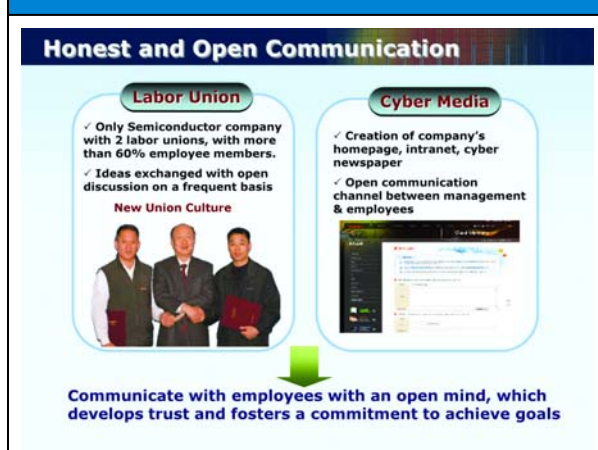 Honest and Open Communication
Labor Union
✓ Only Semiconductor company
with 2 labor unions, with more
than 60% employee members.
✓ Ideas exchanged with open
discussion on a frequent basis
New Union Culture
Cyber Media
✓ Creation of company's
homepage, intranet, cyber
newspaper
✓ Open communication
channel between management
& employees
Communicate with employees with an open mind, which
develops trust and fosters a commitment to achieve goals